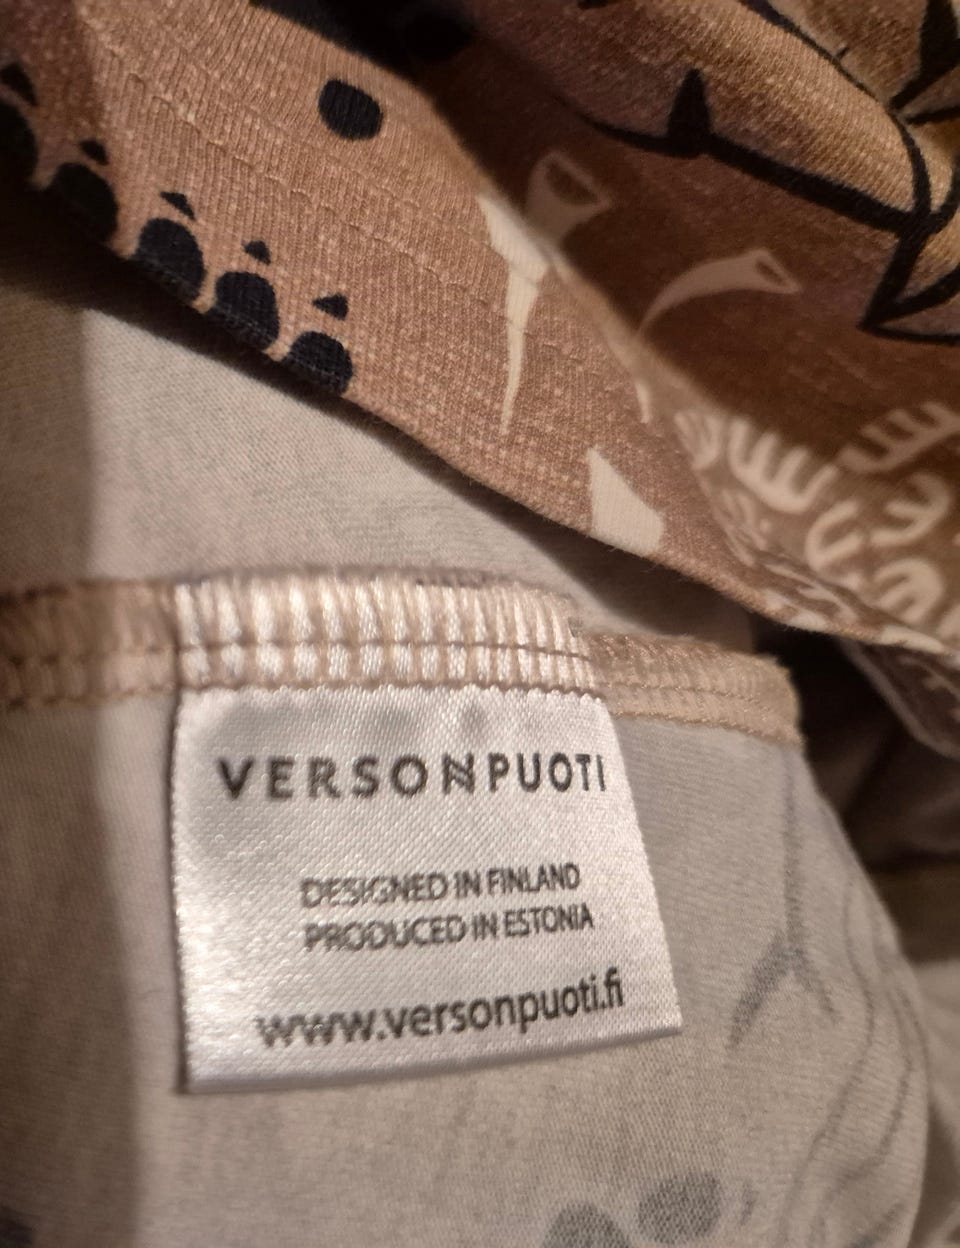 VERSONPUOTI
DESIGNED IN FINLAND
PRODUCED IN ESTONIA
www.versonpuoti.fi